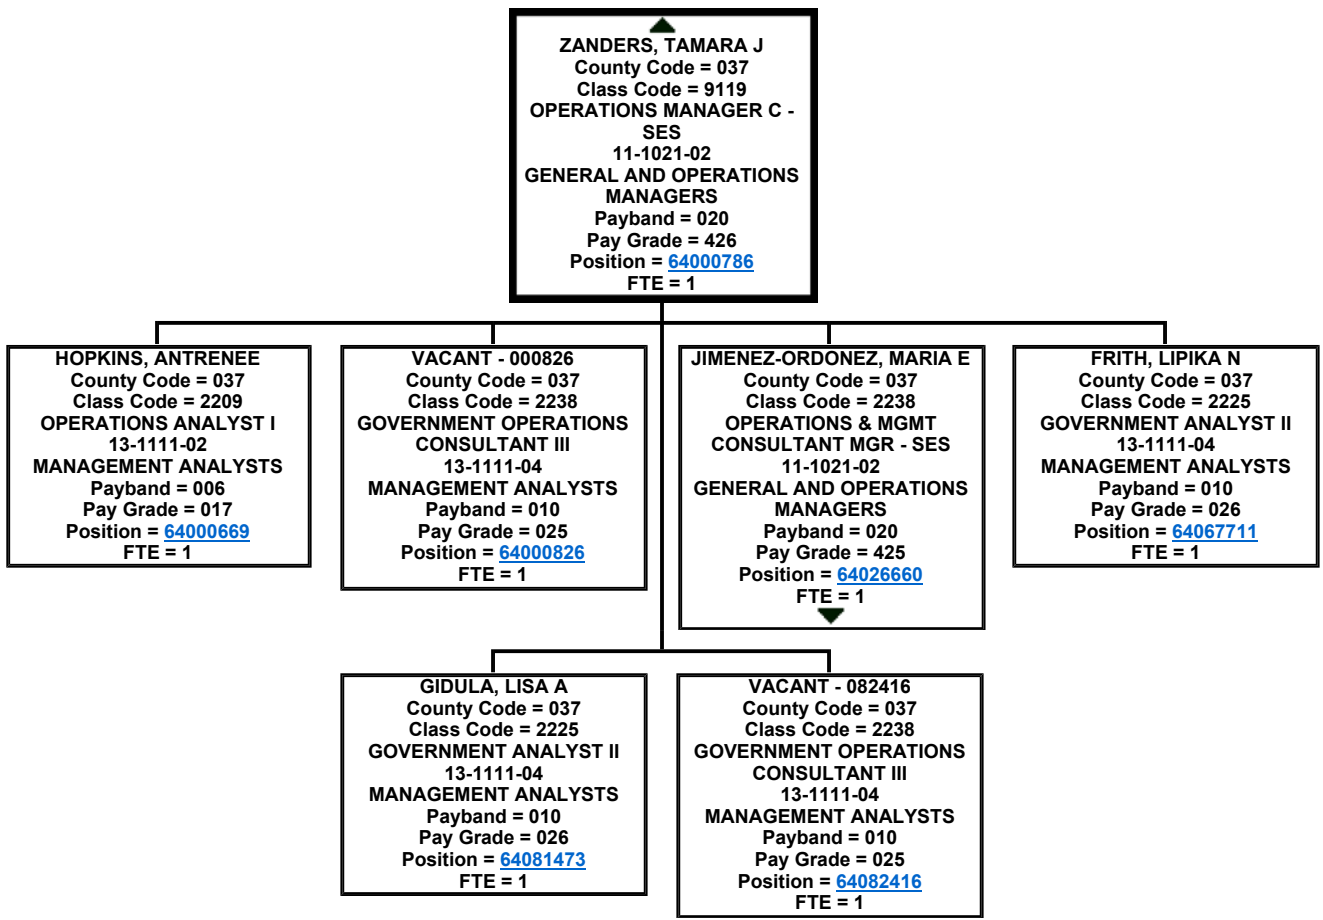 ZANDERS, TAMARA J
County Code = 037
Class Code = 9119
OPERATIONS MANAGER C -
SES
11-1021-02
GENERAL AND OPERATIONS
MANAGERS
Payband = 020
Pay Grade = 426
Position = 64000786
FTE = 1
HOPKINS, ANTRENEE
County Code = 037
Class Code = 2209
OPERATIONS ANALYST I
13-1111-02
MANAGEMENT ANALYSTS
Payband = 006
Pay Grade = 017
Position = 64000669
FTE = 1
VACANT - 000826
County Code = 037
Class Code = 2238
GOVERNMENT OPERATIONS
CONSULTANT III
13-1111-04
MANAGEMENT ANALYSTS
Payband = 010
Pay Grade = 025
Position = 64000826
FTE = 1
JIMENEZ-ORDONEZ, MARIA E
County Code = 037
Class Code = 2238
OPERATIONS & MGMT
CONSULTANT MGR - SES
11-1021-02
GENERAL AND OPERATIONS
MANAGERS
Payband = 020
Pay Grade = 425
Position = 64026660
FTE = 1
FRITH, LIPIKA N
County Code = 037
Class Code = 2225
GOVERNMENT ANALYST II
13-1111-04
MANAGEMENT ANALYSTS
Payband = 010
Pay Grade = 026
Position = 64067711
FTE = 1
GIDULA, LISA A
County Code = 037
Class Code = 2225
GOVERNMENT ANALYST II
13-1111-04
MANAGEMENT ANALYSTS
Payband = 010
Pay Grade = 026
Position = 64081473
FTE = 1
VACANT - 082416
County Code = 037
Class Code = 2238
GOVERNMENT OPERATIONS
CONSULTANT III
13-1111-04
MANAGEMENT ANALYSTS
Payband = 010
Pay Grade = 025
Position = 64082416
FTE = 1